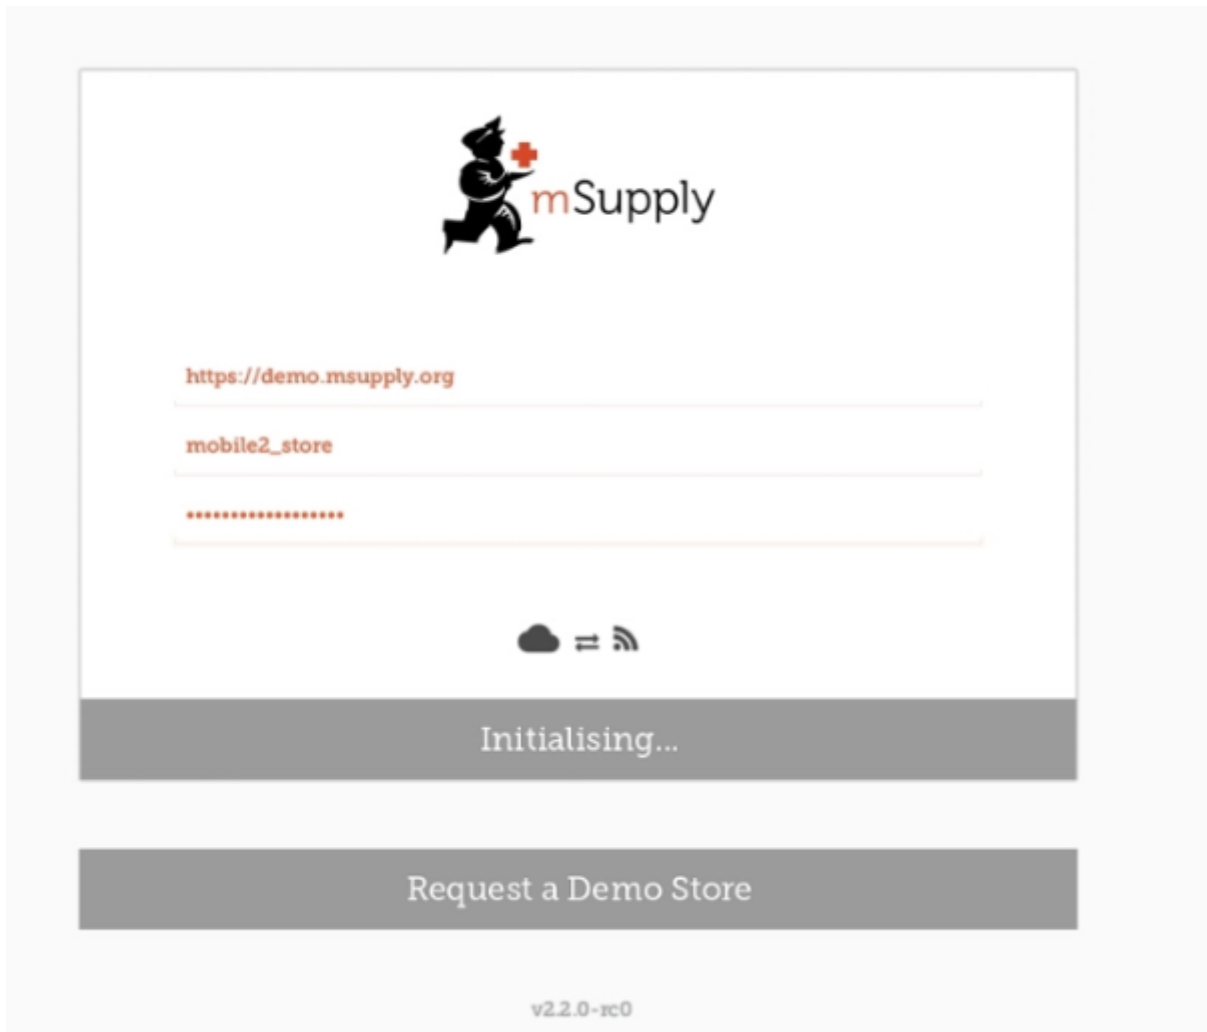 mSupply
https://demo.msupply.org
mobile2_store
••••••••••••••••••
Initialising...
Request a Demo Store
v2.2.0-rc0